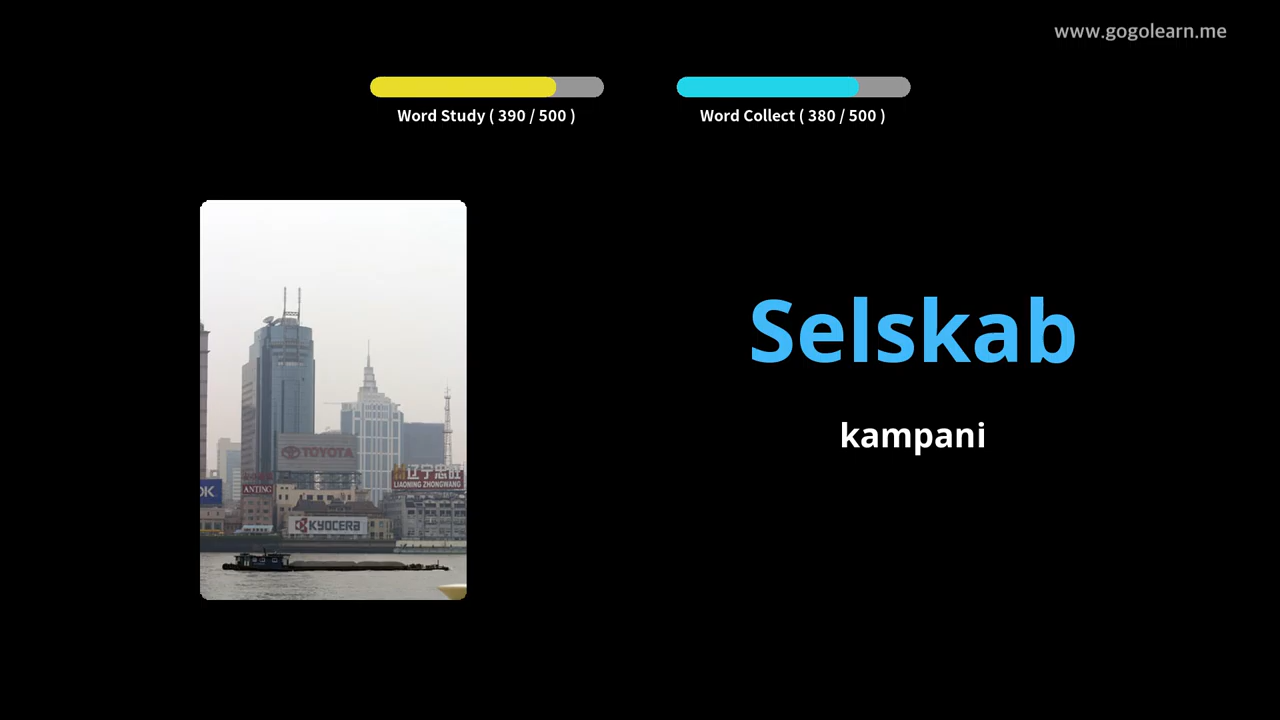 www.gogolearn.me
Word Study ( 390 / 500 )
Word Collect ( 380 / 500 )
Selskab
kampani
TOYOTA
辽宁忠旺
LIAONING ZHONGWANG
OK
ANTING
KYOCERA